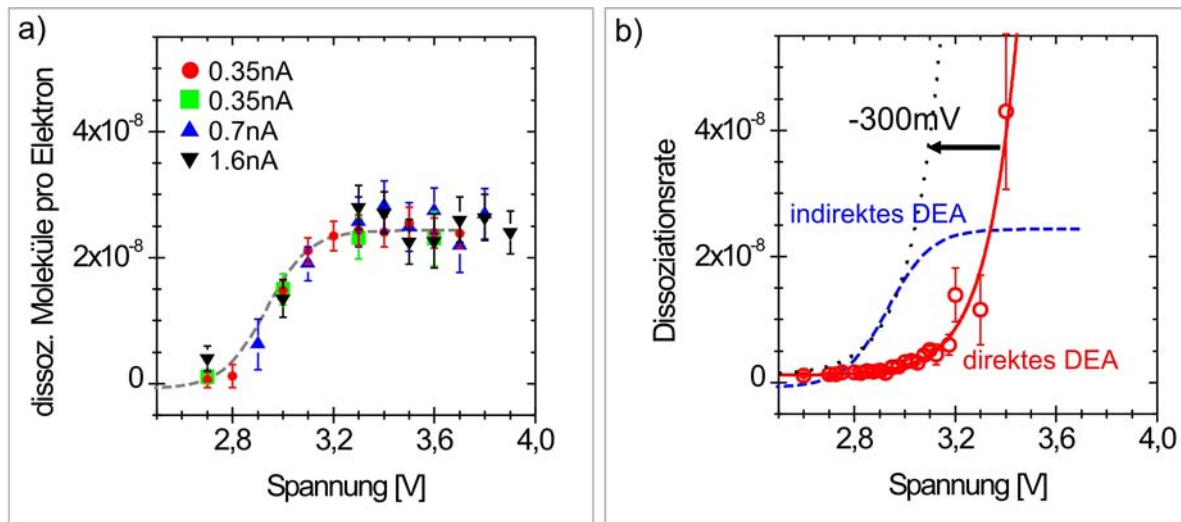 a)
0.35nA
0.35nA
0.7nA
1.6nA
dissoz. Moleküle pro Elektron
4x10-8
2x10-8
0
2,8
3,2
3,6
4,0
Spannung [V]
b)
-300mV
indirektes DEA
direktes DEA
Dissoziationsrate
4x10-8
2x10-8
0
2,8
3,2
3,6
4,0
Spannung [V]